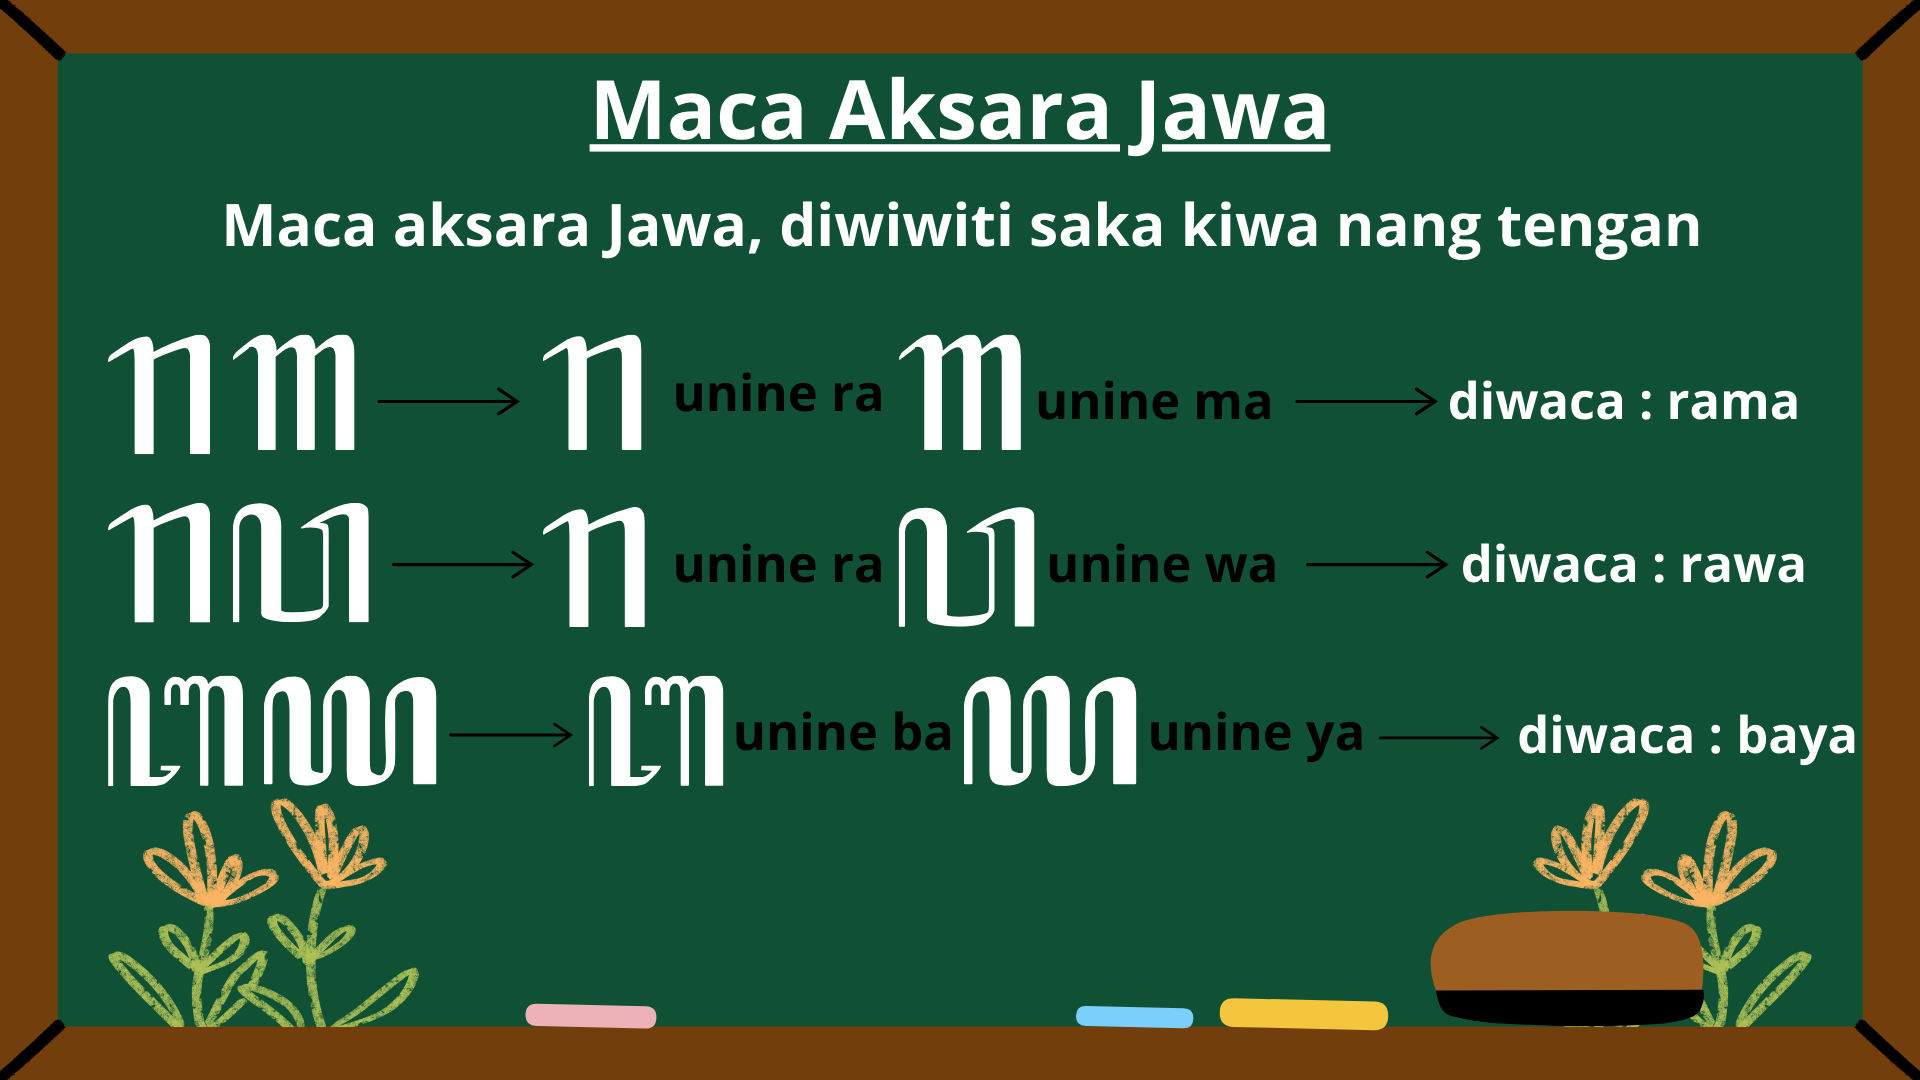 Maca Aksara Jawa
Maca aksara Jawa, diwiwiti saka kiwa nang tengan
ꦫꦩ ꦫ unine ra ꦩ unine ma diwaca : rama
ꦫꦮ ꦫ unine ra ꦮ unine wa diwaca : rawa
ꦧꦪ ꦧ unine ba ꦪ unine ya diwaca : baya